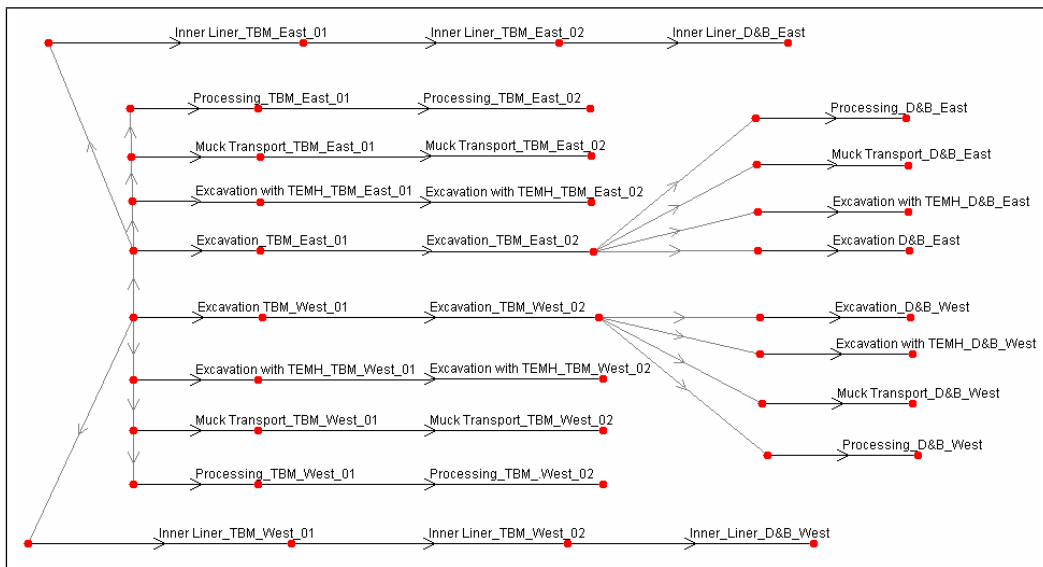 Inner Liner_TBM_East_01 Inner Liner_TBM_East_02 Inner Liner_D&B_East
Processing_TBM_East_01 Processing_TBM_East_02 Processing_D&B_East
Muck Transport_TBM_East_01 Muck Transport_TBM_East_02 Muck Transport_D&B_East
Excavation with TEMH_TBM_East_01 Excavation with TEMH_TBM_East_02 Excavation with TEMH_D&B_East
Excavation_TBM_East_01 Excavation_TBM_East_02 Excavation D&B_East
Excavation TBM_West_01 Excavation_TBM_West_02 Excavation_D&B_West
Excavation with TEMH_TBM_West_01 Excavation with TEMH_TBM_West_02 Excavation with TEMH_D&B_West
Muck Transport_TBM_West_01 Muck Transport_TBM_West_02 Muck Transport_D&B_West
Processing_TBM_West_01 Processing_TBM_.West_02 Processing_D&B_West
Inner Liner_TBM_West_01 Inner Liner_TBM_West_02 Inner_Liner_D&B_West